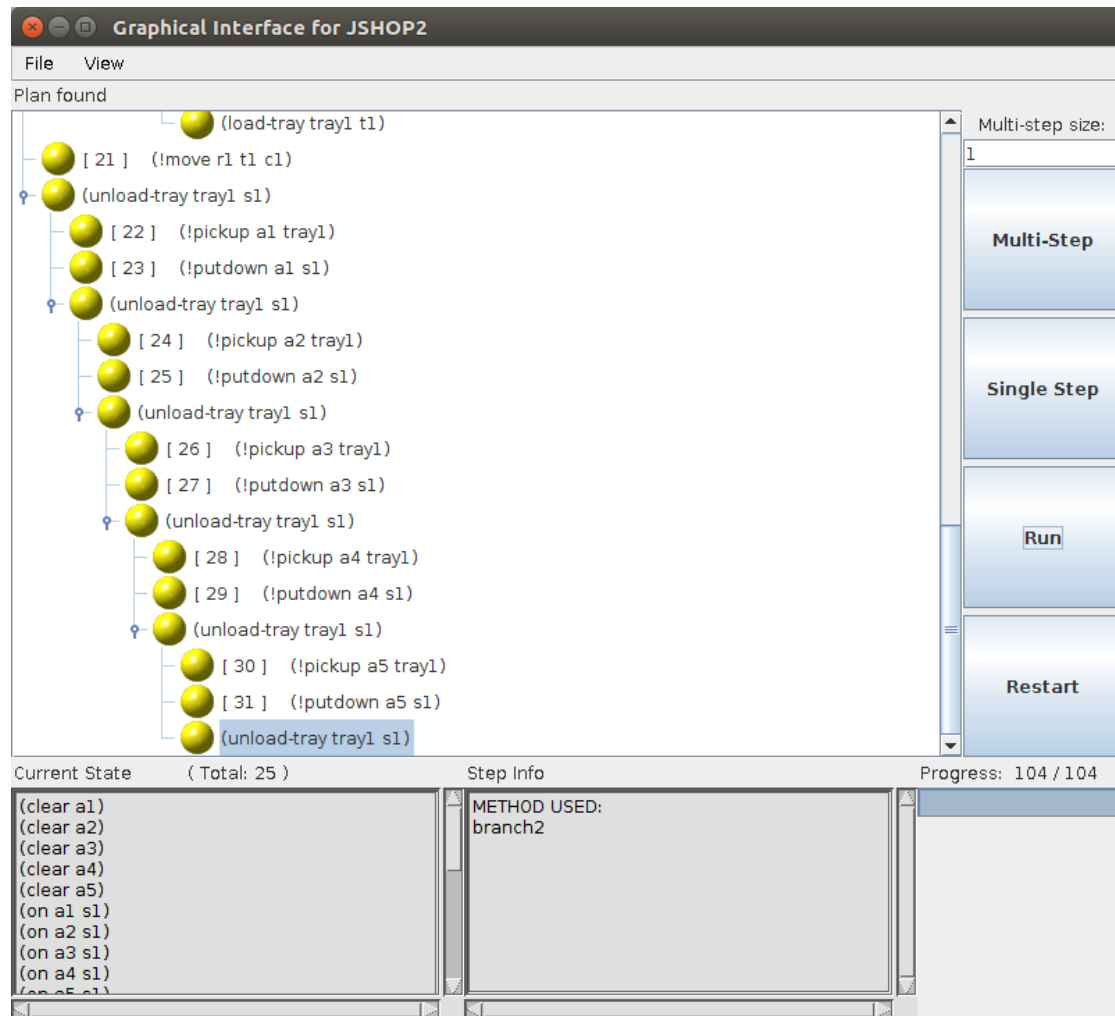 Graphical Interface for JSHOP2
File View
Plan found
(load-tray tray1 t1)
[ 21 ] (!move r1 t1 c1)
(unload-tray tray1 s1)
[ 22 ] (!pickup a1 tray1)
[ 23 ] (!putdown a1 s1)
(unload-tray tray1 s1)
[ 24 ] (!pickup a2 tray1)
[ 25 ] (!putdown a2 s1)
(unload-tray tray1 s1)
[ 26 ] (!pickup a3 tray1)
[ 27 ] (!putdown a3 s1)
(unload-tray tray1 s1)
[ 28 ] (!pickup a4 tray1)
[ 29 ] (!putdown a4 s1)
(unload-tray tray1 s1)
[ 30 ] (!pickup a5 tray1)
[ 31 ] (!putdown a5 s1)
(unload-tray tray1 s1)
Multi-step size:
1
Multi-Step
Single Step
Run
Restart
Current State ( Total: 25 )
(clear a1)
(clear a2)
(clear a3)
(clear a4)
(clear a5)
(on a1 s1)
(on a2 s1)
(on a3 s1)
(on a4 s1)
(on a5 s1)
Step Info
METHOD USED:
branch2
Progress: 104 / 104